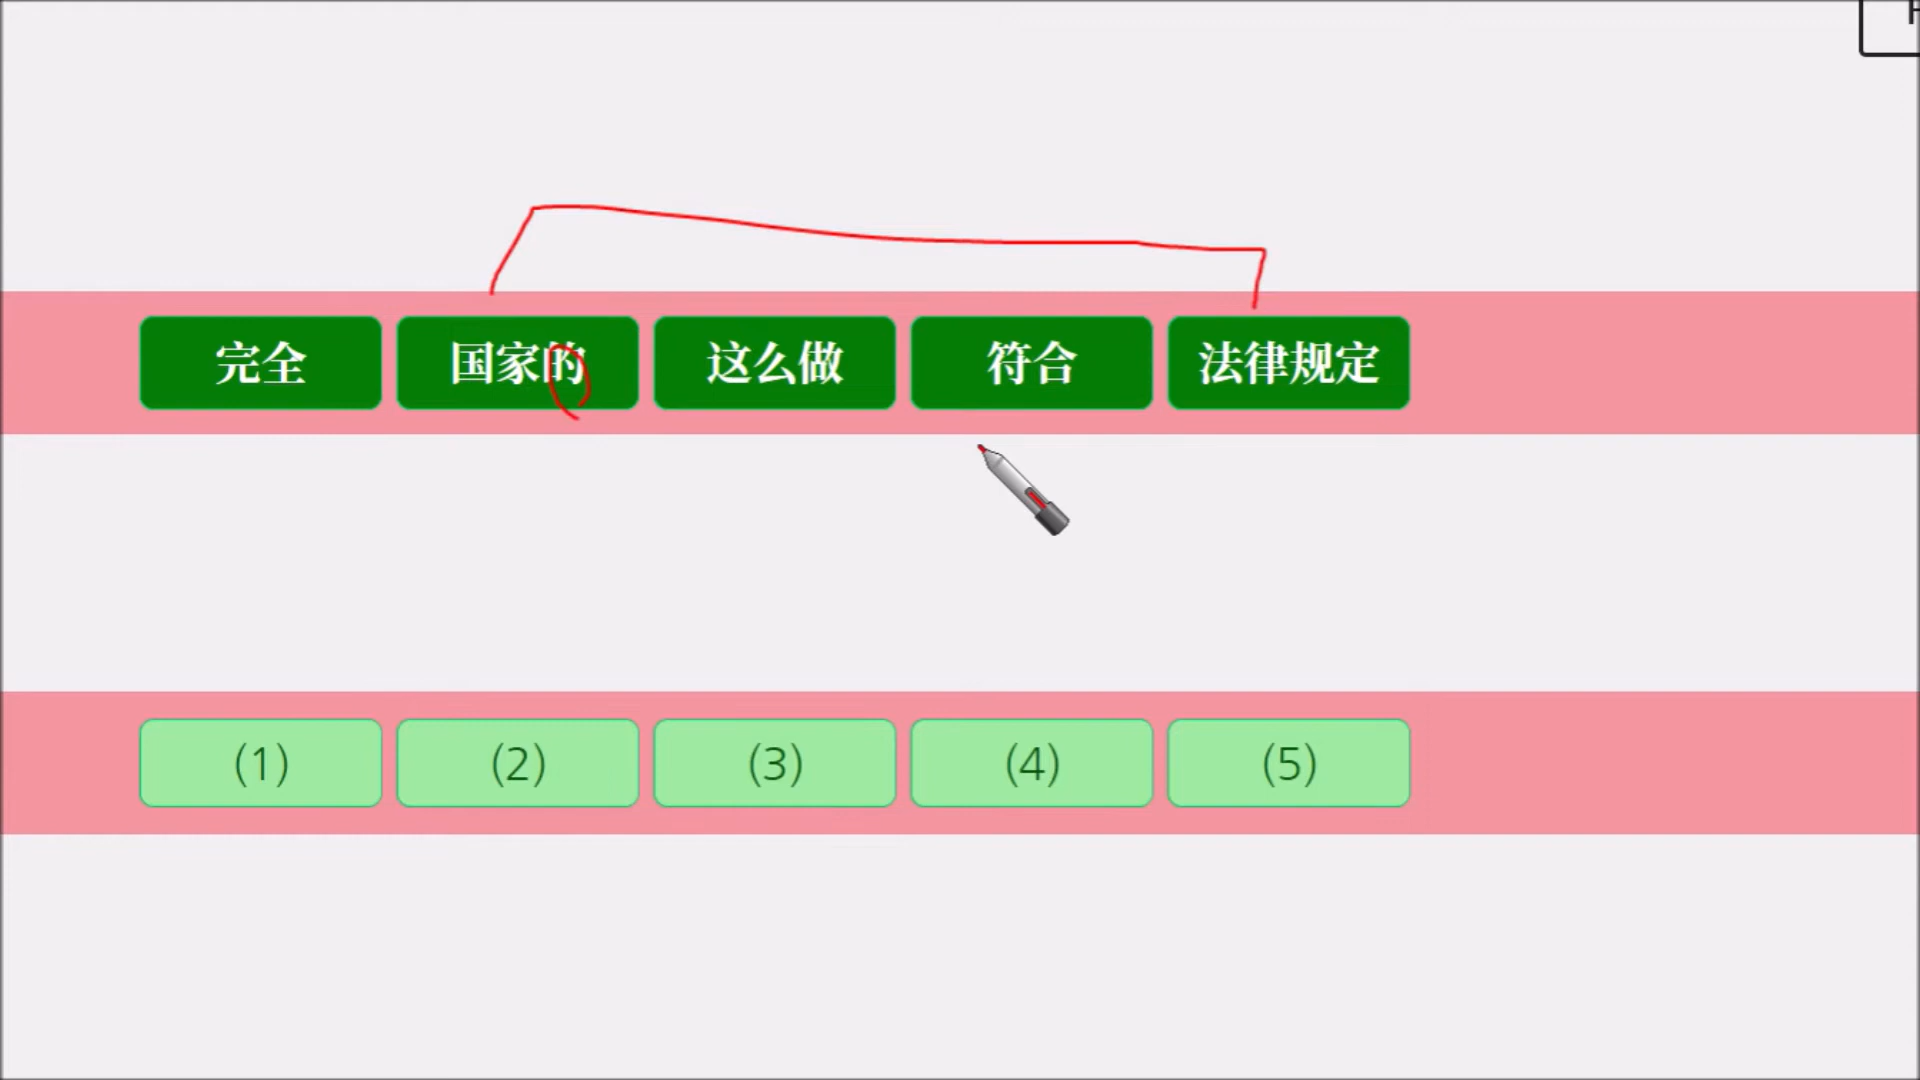 完全 国家的 这么做 符合 法律规定
(1) (2) (3) (4) (5)